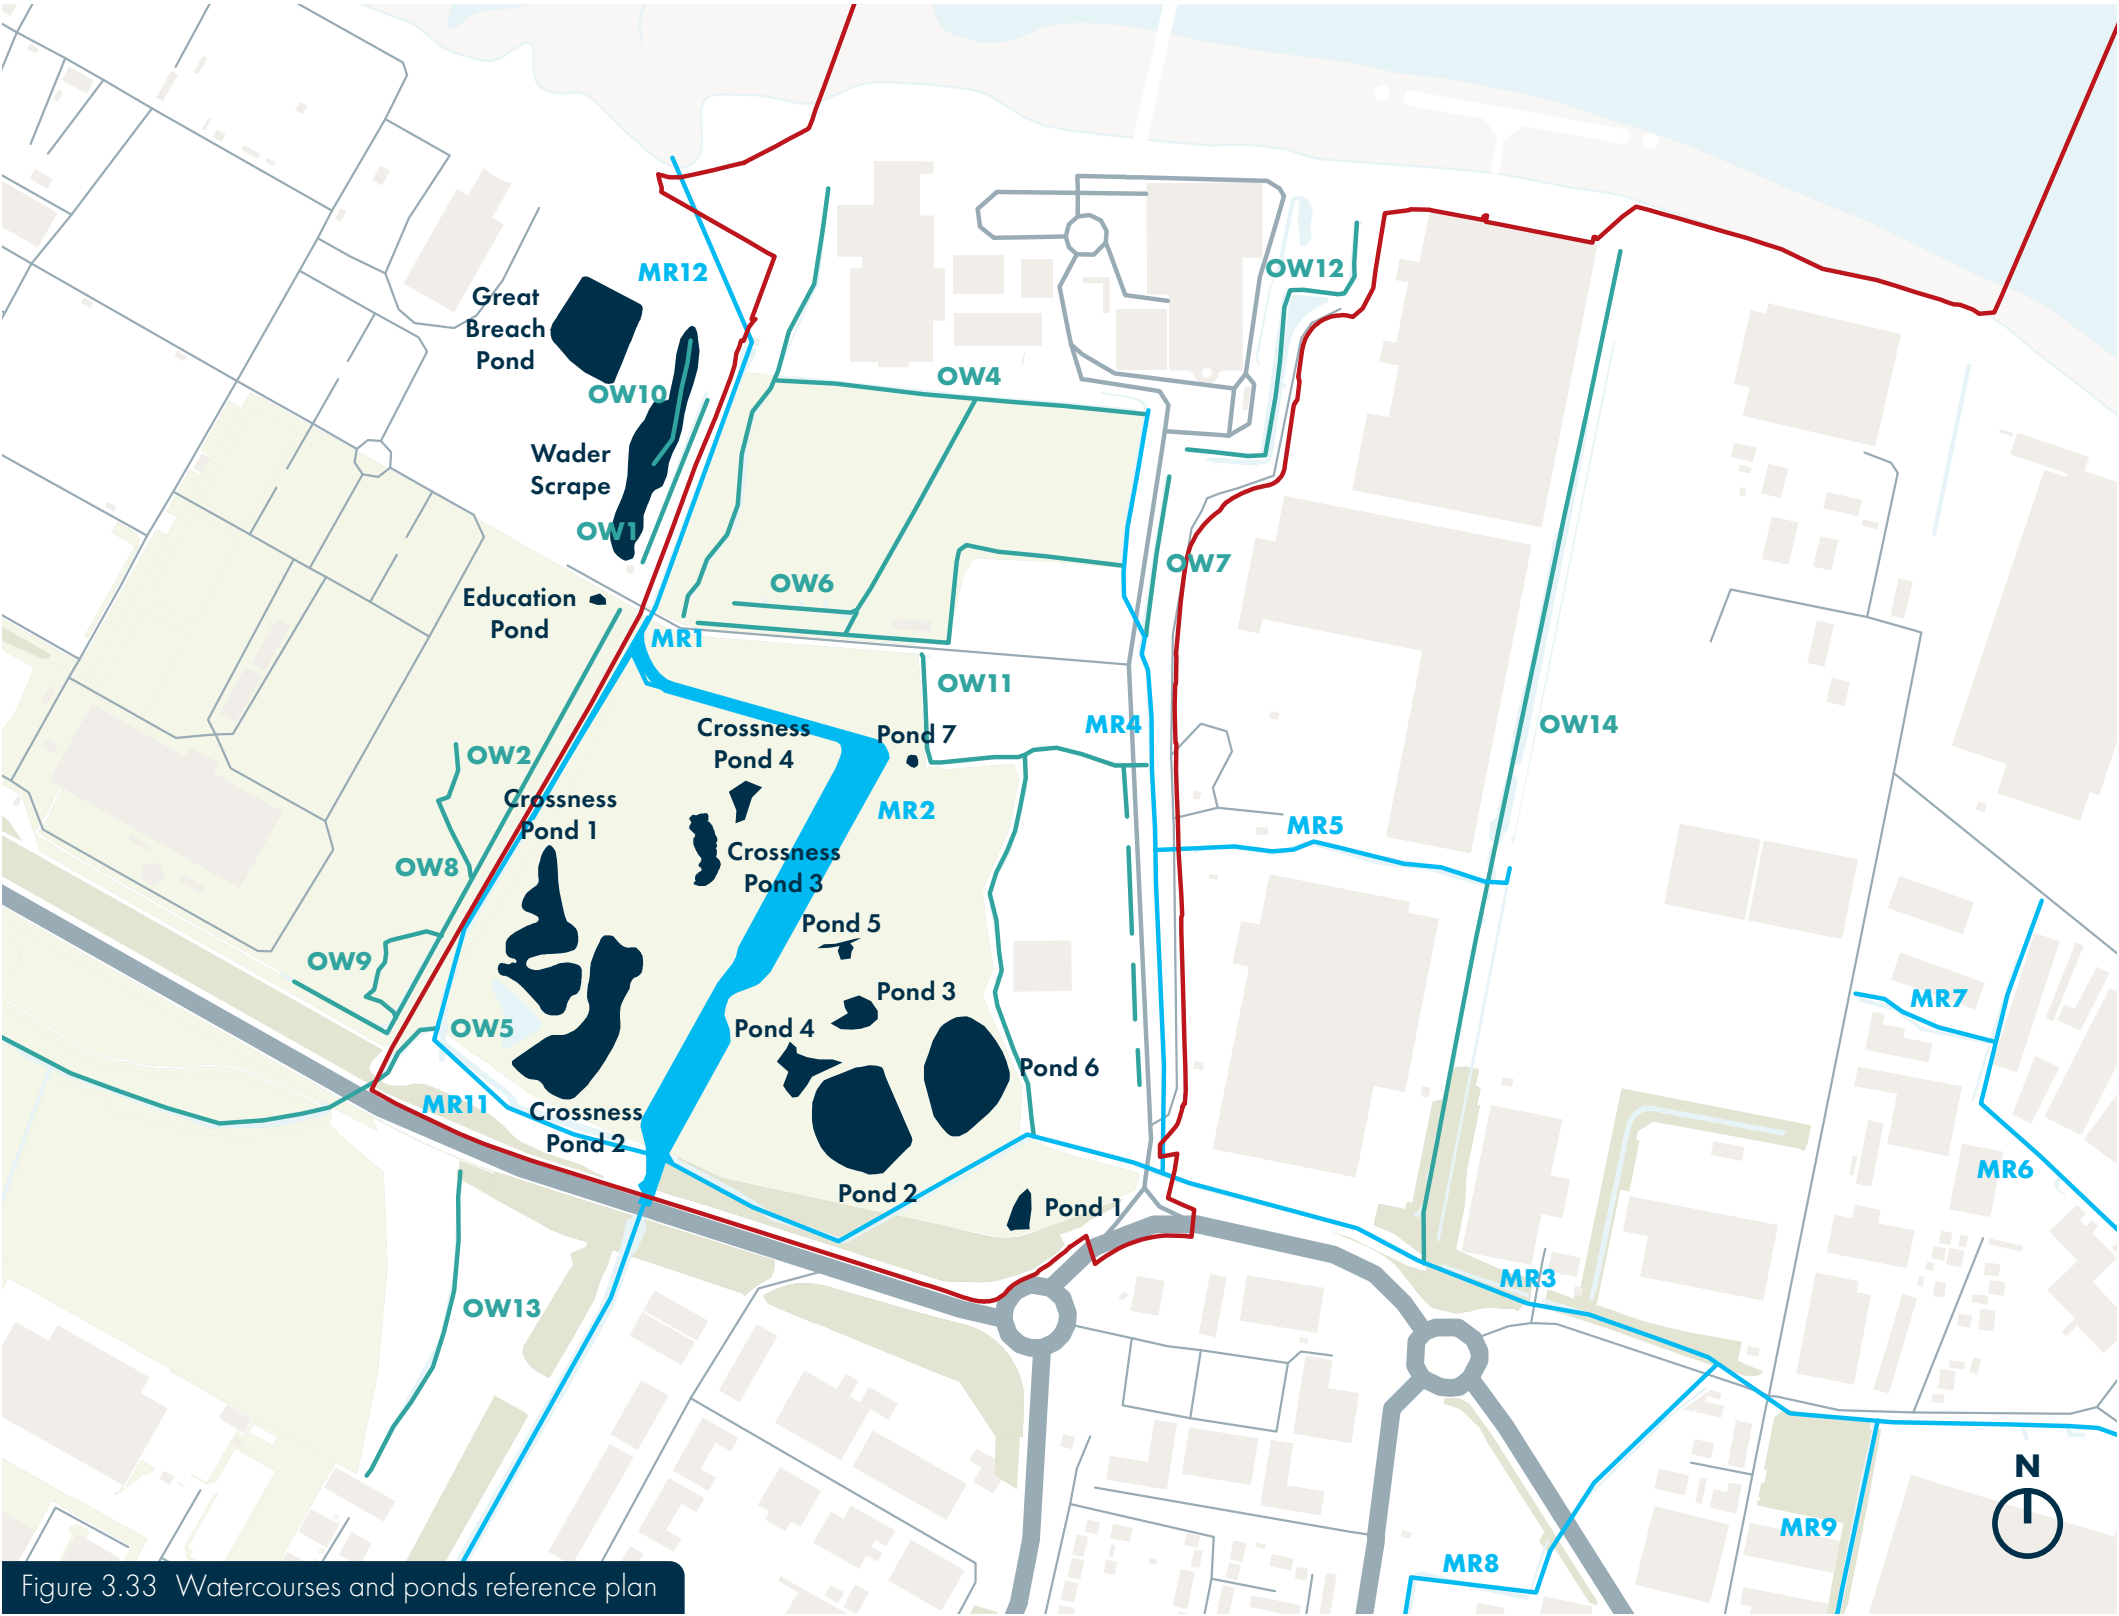 MR12
OW12
Great
Breach
Pond
OW4
OW10
Wader
Scrape
OW1
OW7
OW6
Education
Pond
MR1
OW11
MR4
OW14
Crossness
Pond 4
Pond 7
OW2
Crossness
Pond 1
MR2
MR5
Crossness
Pond 3
OW8
Pond 5
OW9
Pond 3
MR7
OW5
Pond 4
Pond 6
MR11
Crossness
Pond 2
MR6
Pond 2
Pond 1
MR3
OW13
N
MR9
MR8
Figure 3.33 Watercourses and ponds reference plan